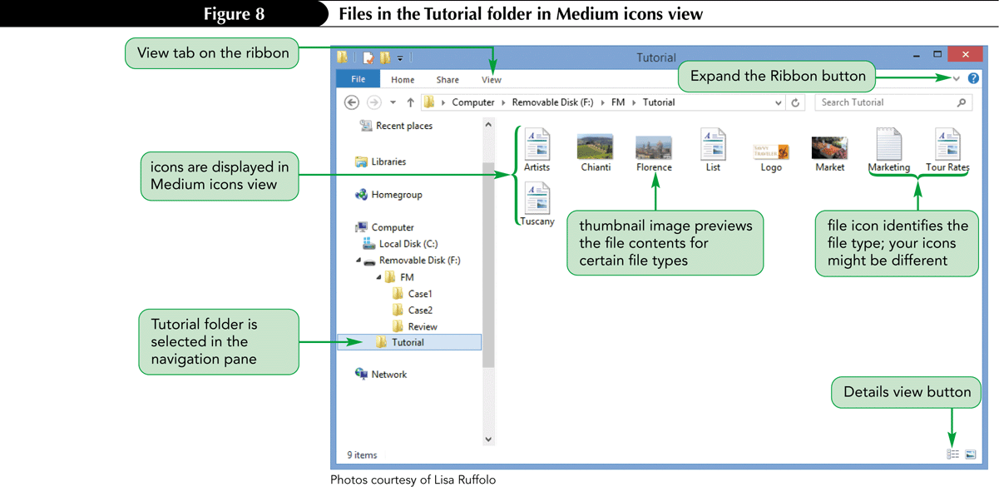 Figure 8 Files in the Tutorial folder in Medium icons view
View tab on the ribbon
Tutorial
Expand the Ribbon button
File Home Share View
Computer Removable Disk (F:) FM Tutorial
Search Tutorial
Recent places
Libraries
Homegroup
Computer
Local Disk (C:)
Removable Disk (F:)
FM
Case1
Case2
Review
Tutorial
Network
9 items
Artists Chianti Florence List Logo Market Marketing Tour Rates
SAVVY
TRAVELER
Tuscany
icons are displayed in
Medium icons view
thumbnail image previews
the file contents for
certain file types
file icon identifies the
file type; your icons
might be different
Tutorial folder is
selected in the
navigation pane
Details view button
Photos courtesy of Lisa Ruffolo